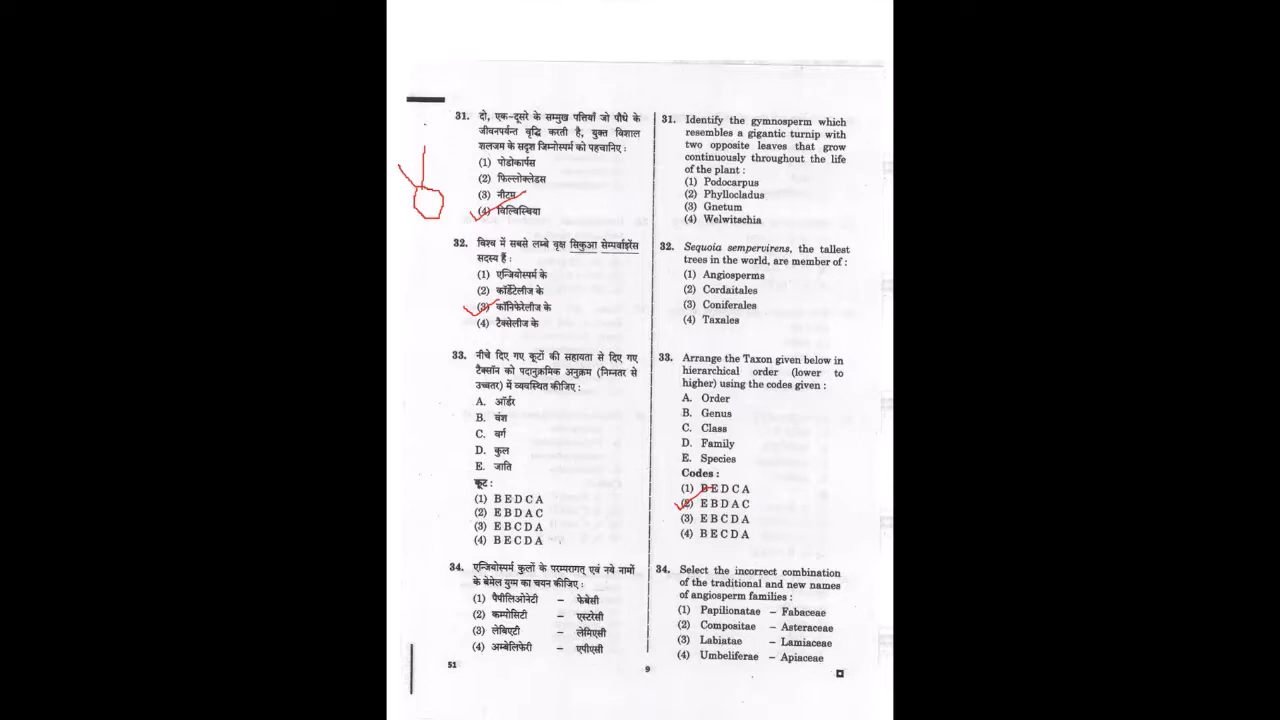 31. दो, एक-दूसरे के सम्मुख पत्तियाँ जो पौधे के
जीवनपर्यन्त वृद्धि करती है, युक्त विशाल
शलजम के सदृश जिम्नोस्पर्म को पहचानिए :
(1) पोडोकार्पस
(2) फिल्लोक्लेडस
(3) नीटम
(4) विल्विस्चिया
32. विश्व में सबसे लम्बे वृक्ष सिकुआ सेम्पर्वाइरेंस
सदस्य हैं :
(1) एन्जियोस्पर्म के
(2) कॉर्डेटेलीज के
(3) कॉनिफेरेलीज के
(4) टैक्सेलीज के
33. नीचे दिए गए कूटों की सहायता से दिए गए
टैक्सॉन को पदानुक्रमिक अनुक्रम (निम्नतर से
उच्चतर) में व्यवस्थित कीजिए :
A. ऑर्डर
B. वंश
C. वर्ग
D. कुल
E. जाति
कूट :
(1) B E D C A
(2) E B D A C
(3) E B C D A
(4) B E C D A
34. एन्जियोस्पर्म कुलों के परम्परागत् एवं नये नामों
के बेमेल युग्म का चयन कीजिए :
(1) पैपीलिओनेटी – फेबेसी
(2) कम्पोसिटी – एस्टरेसी
(3) लेबिएटी – लेमिएसी
(4) अम्बेलिफेरी – एपीएसी
31. Identify the gymnosperm which
resembles a gigantic turnip with
two opposite leaves that grow
continuously throughout the life
of the plant :
(1) Podocarpus
(2) Phyllocladus
(3) Gnetum
(4) Welwitschia
32. Sequoia sempervirens, the tallest
trees in the world, are member of :
(1) Angiosperms
(2) Cordaitales
(3) Coniferales
(4) Taxales
33. Arrange the Taxon given below in
hierarchical order (lower to
higher) using the codes given :
A. Order
B. Genus
C. Class
D. Family
E. Species
Codes :
(1) B E D C A
(2) E B D A C
(3) E B C D A
(4) B E C D A
34. Select the incorrect combination
of the traditional and new names
of angiosperm families :
(1) Papilionatae – Fabaceae
(2) Compositae – Asteraceae
(3) Labiatae – Lamiaceae
(4) Umbeliferae – Apiaceae
51
9